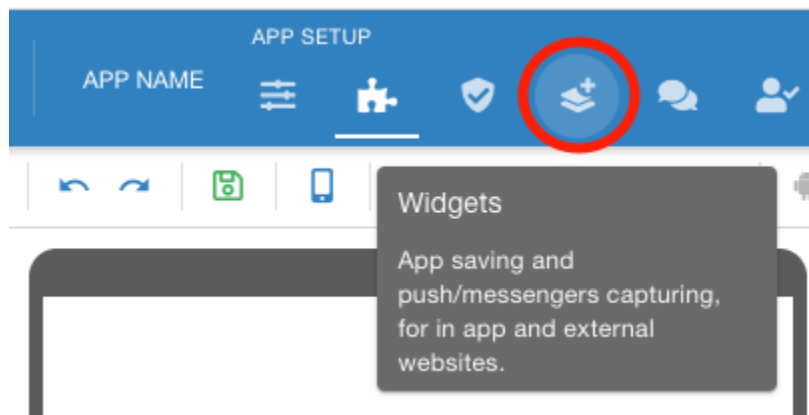 APP SETUP
APP NAME
Widgets
App saving and
push/messengers capturing,
for in app and external
websites.